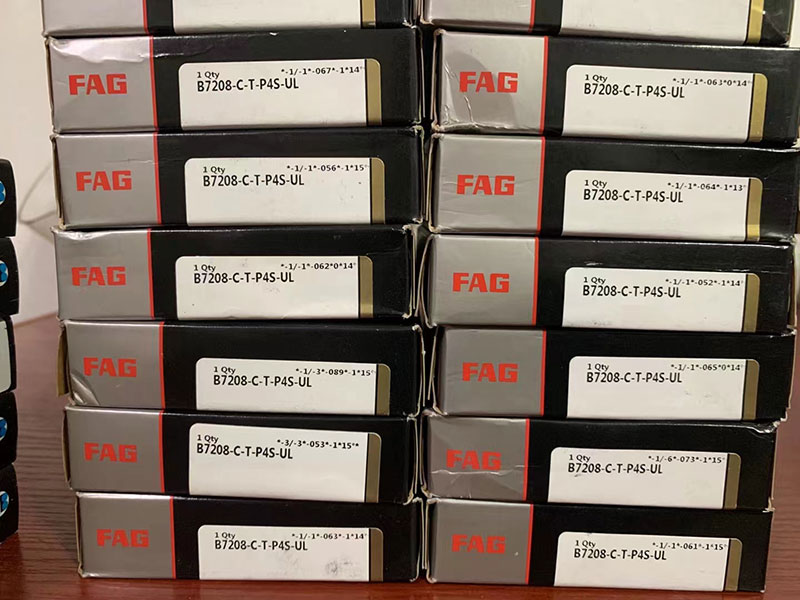 FAG
1 Qty *-1/-1*-067*-1*14°
B7208-C-T-P4S-UL
FAG
1 Qty *-1/-1*-056*-1*15°
B7208-C-T-P4S-UL
FAG
1 Qty *-1/-1*-062*0*14°
B7208-C-T-P4S-UL
FAG
1 Qty *-1/-3*-089*-1*15°
B7208-C-T-P4S-UL
FAG
1 Qty *-3/-3*-053*-1*15°*
B7208-C-T-P4S-UL
FAG
1 Qty *-1/-1*-063*-1*14°
B7208-C-T-P4S-UL
FAG
1 Qty *-1/-1*-063*0*14°
B7208-C-T-P4S-UL
FAG
1 Qty *-1/-1*-064*-1*13°
B7208-C-T-P4S-UL
FAG
1 Qty *-1/-1*-052*-1*14°
B7208-C-T-P4S-UL
FAG
1 Qty *-1/-1*-065*0*14°
B7208-C-T-P4S-UL
FAG
1 Qty *-1/-6*-073*-1*15°
B7208-C-T-P4S-UL
FAG
1 Qty *-1/-1*-061*-1*15°
B7208-C-T-P4S-UL